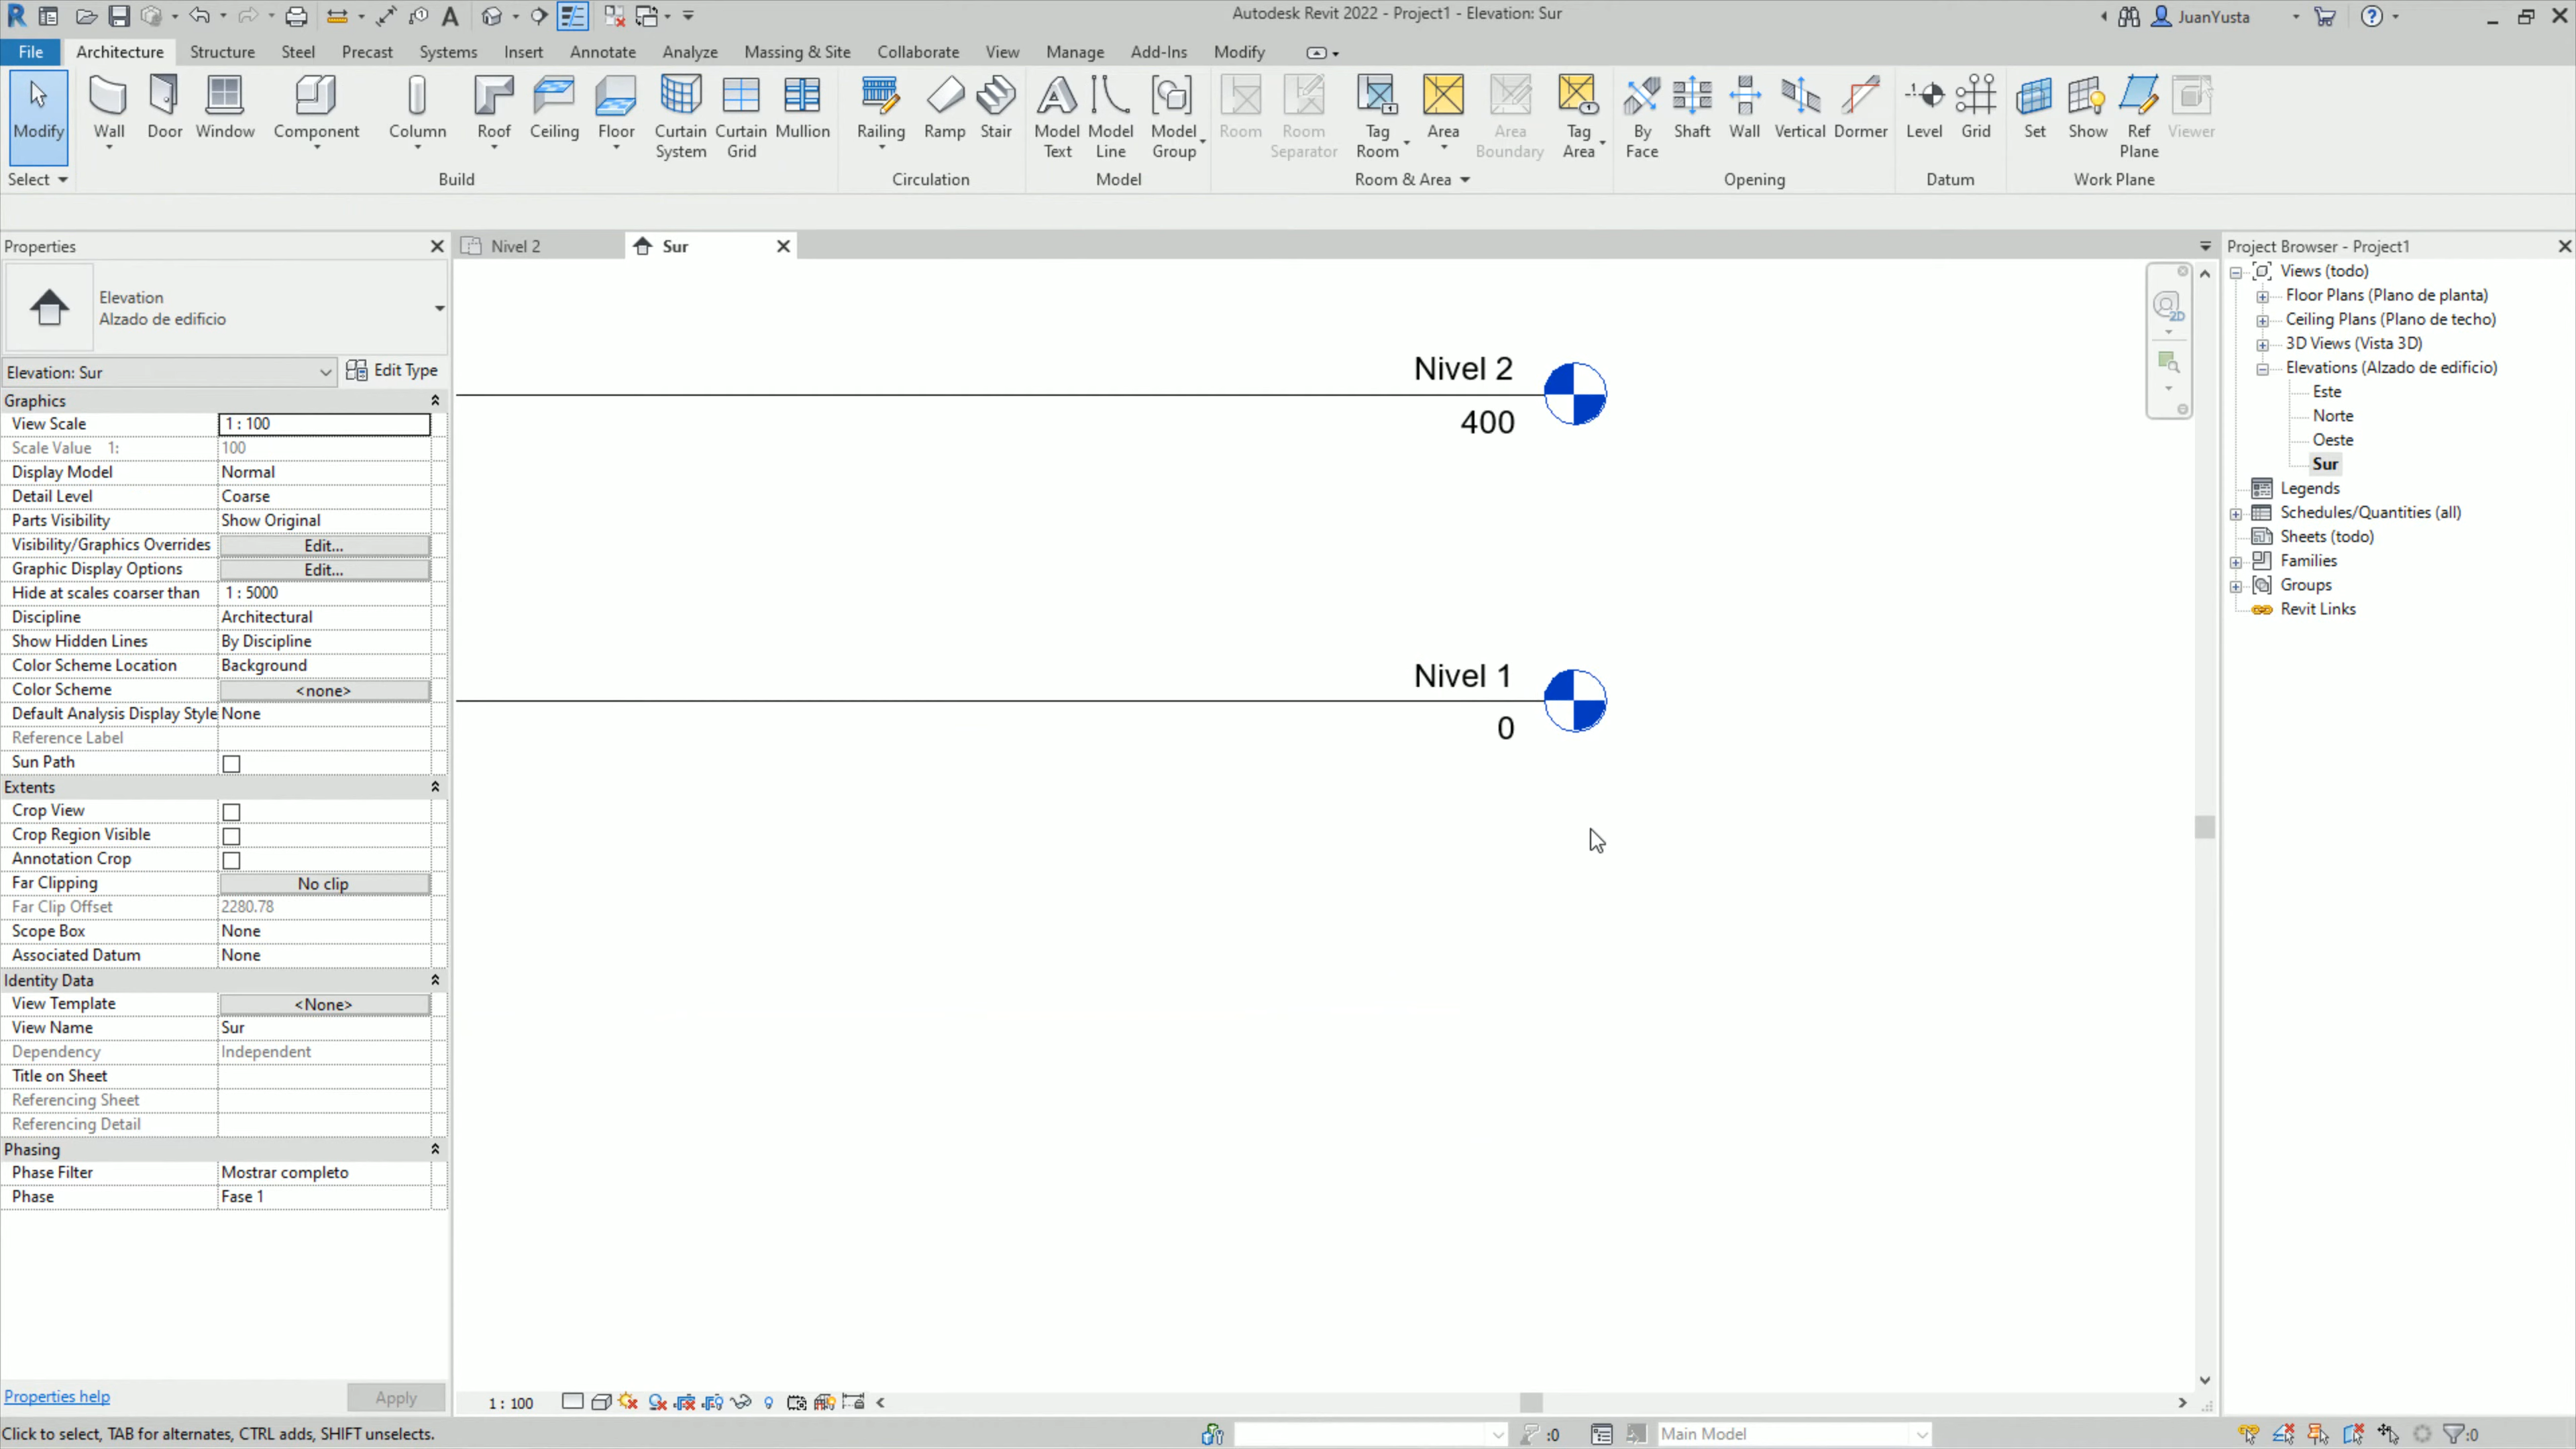 Autodesk Revit 2022 - Project1 - Elevation: Sur
JuanYusta
File Architecture Structure Steel Precast Systems Insert Annotate Analyze Massing & Site Collaborate View Manage Add-Ins Modify
Modify Wall Door Window Component Column Roof Ceiling Floor Curtain System Curtain Grid Mullion Railing Ramp Stair Model Text Model Line Model Group Room Room Separator Tag Room Area Area Boundary Tag Area By Face Shaft Wall Vertical Dormer Level Grid Set Show Ref Plane Viewer
Select Build Circulation Model Room & Area Opening Datum Work Plane
Properties
Elevation
Alzado de edificio
Elevation: Sur Edit Type
Graphics
View Scale 1 : 100
Scale Value 1: 100
Display Model Normal
Detail Level Coarse
Parts Visibility Show Original
Visibility/Graphics Overrides Edit...
Graphic Display Options Edit...
Hide at scales coarser than 1 : 5000
Discipline Architectural
Show Hidden Lines By Discipline
Color Scheme Location Background
Color Scheme <none>
Default Analysis Display Style None
Reference Label
Sun Path
Extents
Crop View
Crop Region Visible
Annotation Crop
Far Clipping No clip
Far Clip Offset 2280.78
Scope Box None
Associated Datum None
Identity Data
View Template <None>
View Name Sur
Dependency Independent
Title on Sheet
Referencing Sheet
Referencing Detail
Phasing
Phase Filter Mostrar completo
Phase Fase 1
Properties help Apply
Nivel 2 Sur
Nivel 2
400
Nivel 1
0
2D
1 : 100
Project Browser - Project1
Views (todo)
Floor Plans (Plano de planta)
Ceiling Plans (Plano de techo)
3D Views (Vista 3D)
Elevations (Alzado de edificio)
Este
Norte
Oeste
Sur
Legends
Schedules/Quantities (all)
Sheets (todo)
Families
Groups
Revit Links
Click to select, TAB for alternates, CTRL adds, SHIFT unselects.
:0
Main Model
:0